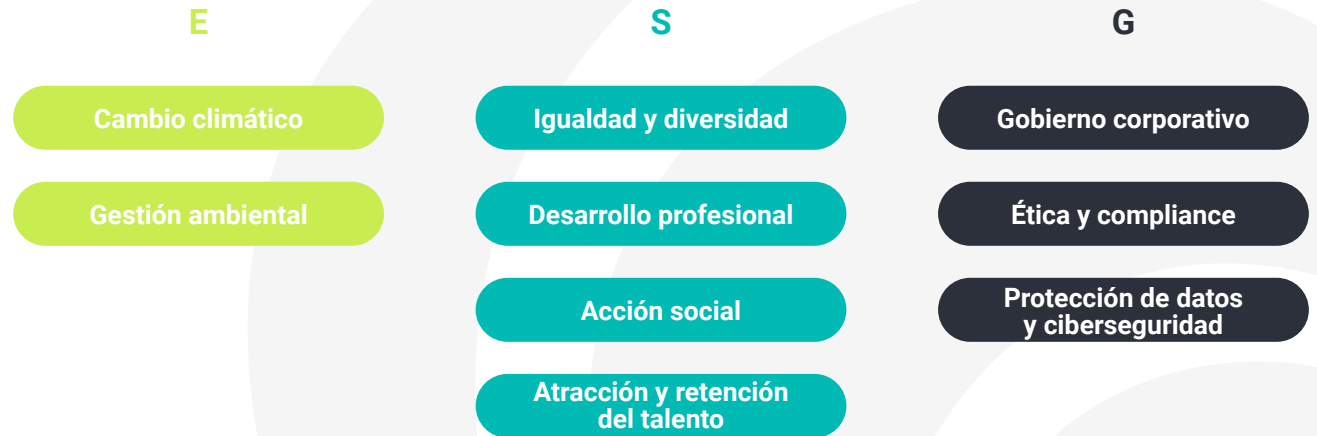 E
Cambio climático
Gestión ambiental
S
Igualdad y diversidad
Desarrollo profesional
Acción social
Atracción y retención
del talento
G
Gobierno corporativo
Ética y compliance
Protección de datos
y ciberseguridad